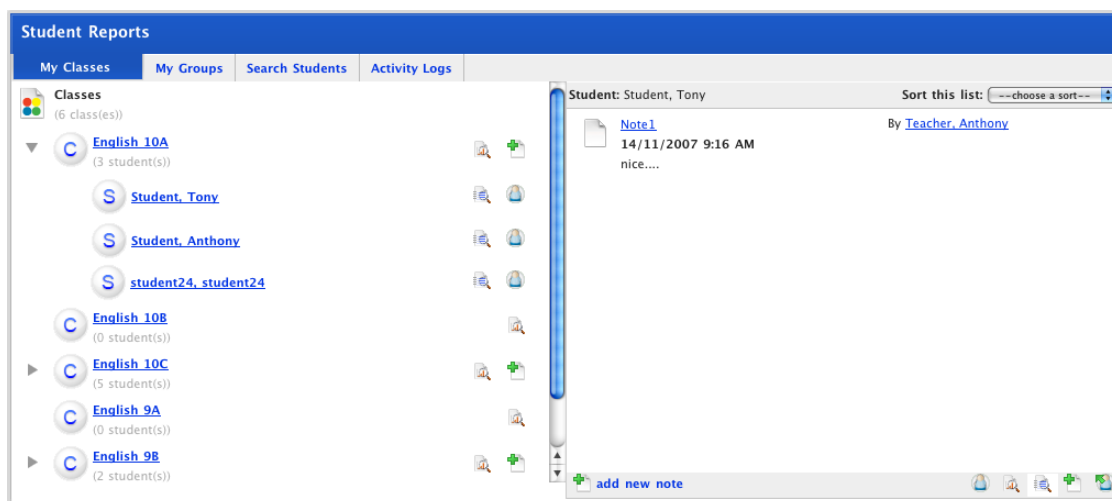 Student Reports
My Classes My Groups Search Students Activity Logs
Classes
(6 class(es))
C English 10A
(3 student(s))
S Student, Tony
S Student, Anthony
S student24, student24
C English 10B
(0 student(s))
C English 10C
(5 student(s))
C English 9A
(0 student(s))
C English 9B
(2 student(s))
Student: Student, Tony Sort this list: --choose a sort--
Note1 By Teacher, Anthony
14/11/2007 9:16 AM
nice....
add new note